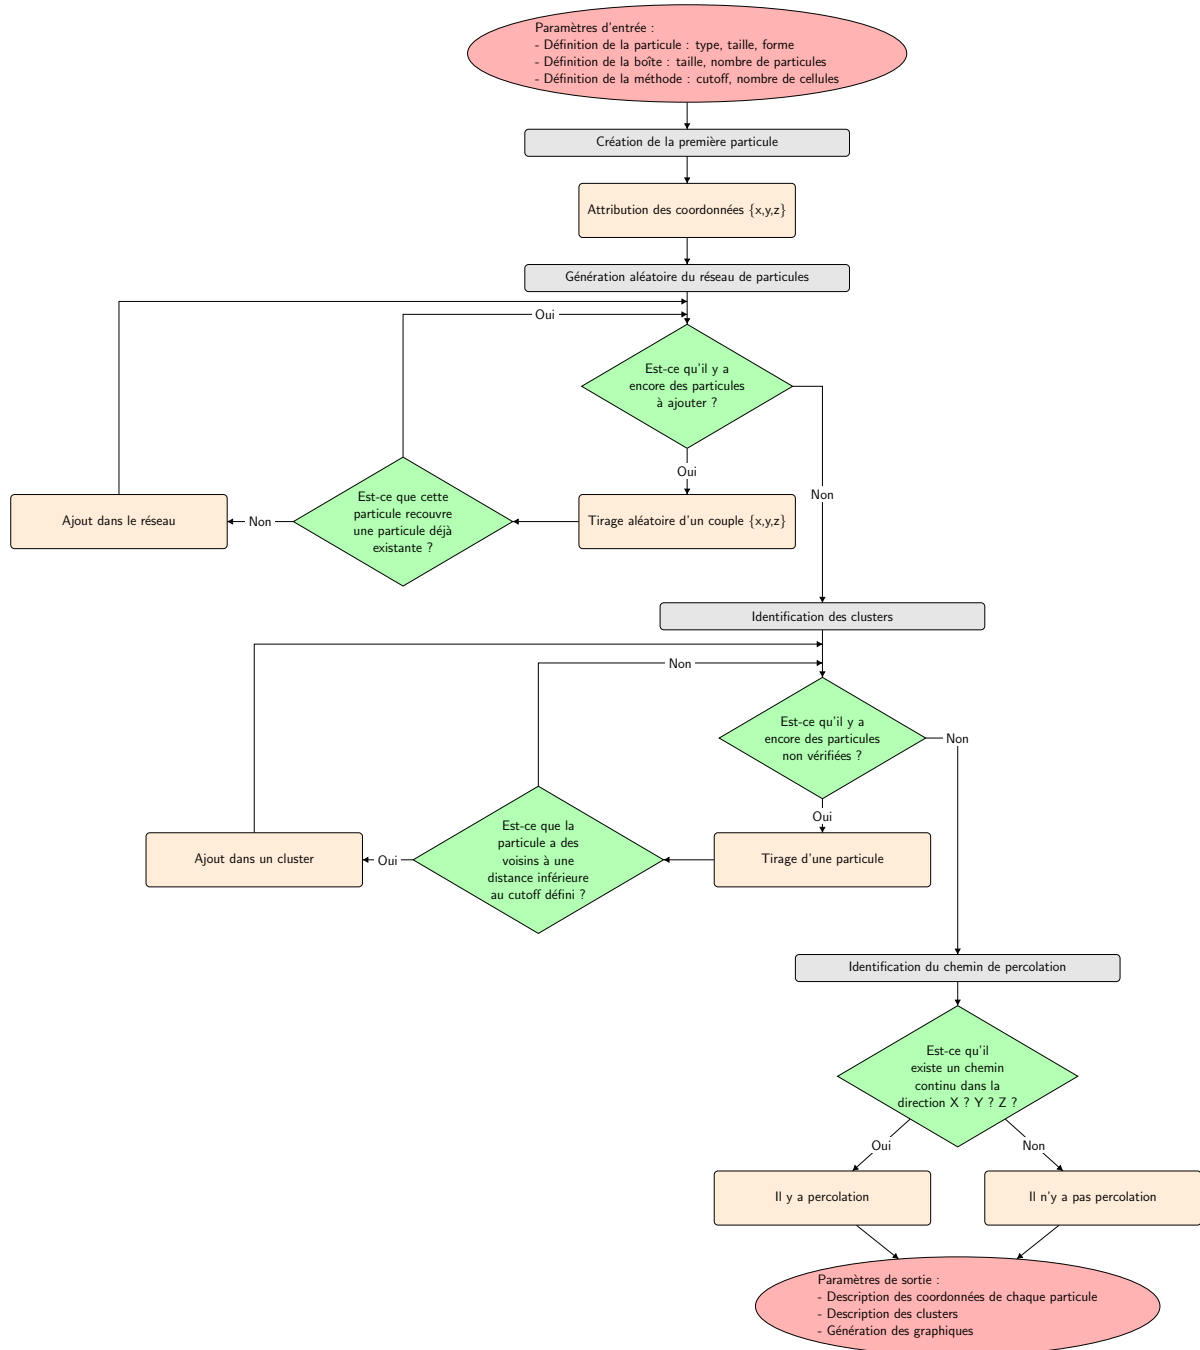 Paramètres d'entrée :
- Définition de la particule : type, taille, forme
- Définition de la boîte : taille, nombre de particules
- Définition de la méthode : cutoff, nombre de cellules
Création de la première particule
Attribution des coordonnées {x,y,z}
Génération aléatoire du réseau de particules
Oui
Est-ce qu'il y a
encore des particules
à ajouter ?
Oui
Non
Tirage aléatoire d'un couple {x,y,z}
Est-ce que cette
particule recouvre
une particule déjà
existante ?
Non
Ajout dans le réseau
Identification des clusters
Non
Est-ce qu'il y a
encore des particules
non vérifiées ?
Non
Oui
Tirage d'une particule
Est-ce que la
particule a des
voisins à une
distance inférieure
au cutoff défini ?
Oui
Ajout dans un cluster
Identification du chemin de percolation
Est-ce qu'il
existe un chemin
continu dans la
direction X ? Y ? Z ?
Oui
Non
Il y a percolation
Il n'y a pas percolation
Paramètres de sortie :
- Description des coordonnées de chaque particule
- Description des clusters
- Génération des graphiques